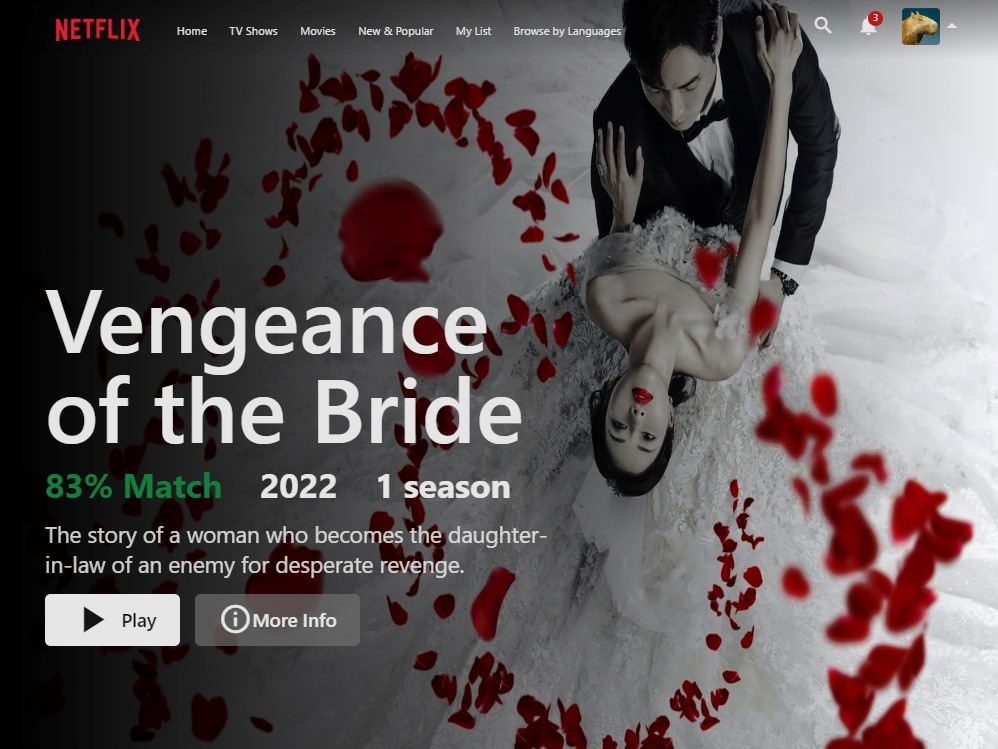 NETFLIX
Home TV Shows Movies New & Popular My List Browse by Languages
3
Vengeance
of the Bride
83% Match 2022 1 season
The story of a woman who becomes the daughter-
in-law of an enemy for desperate revenge.
Play More Info